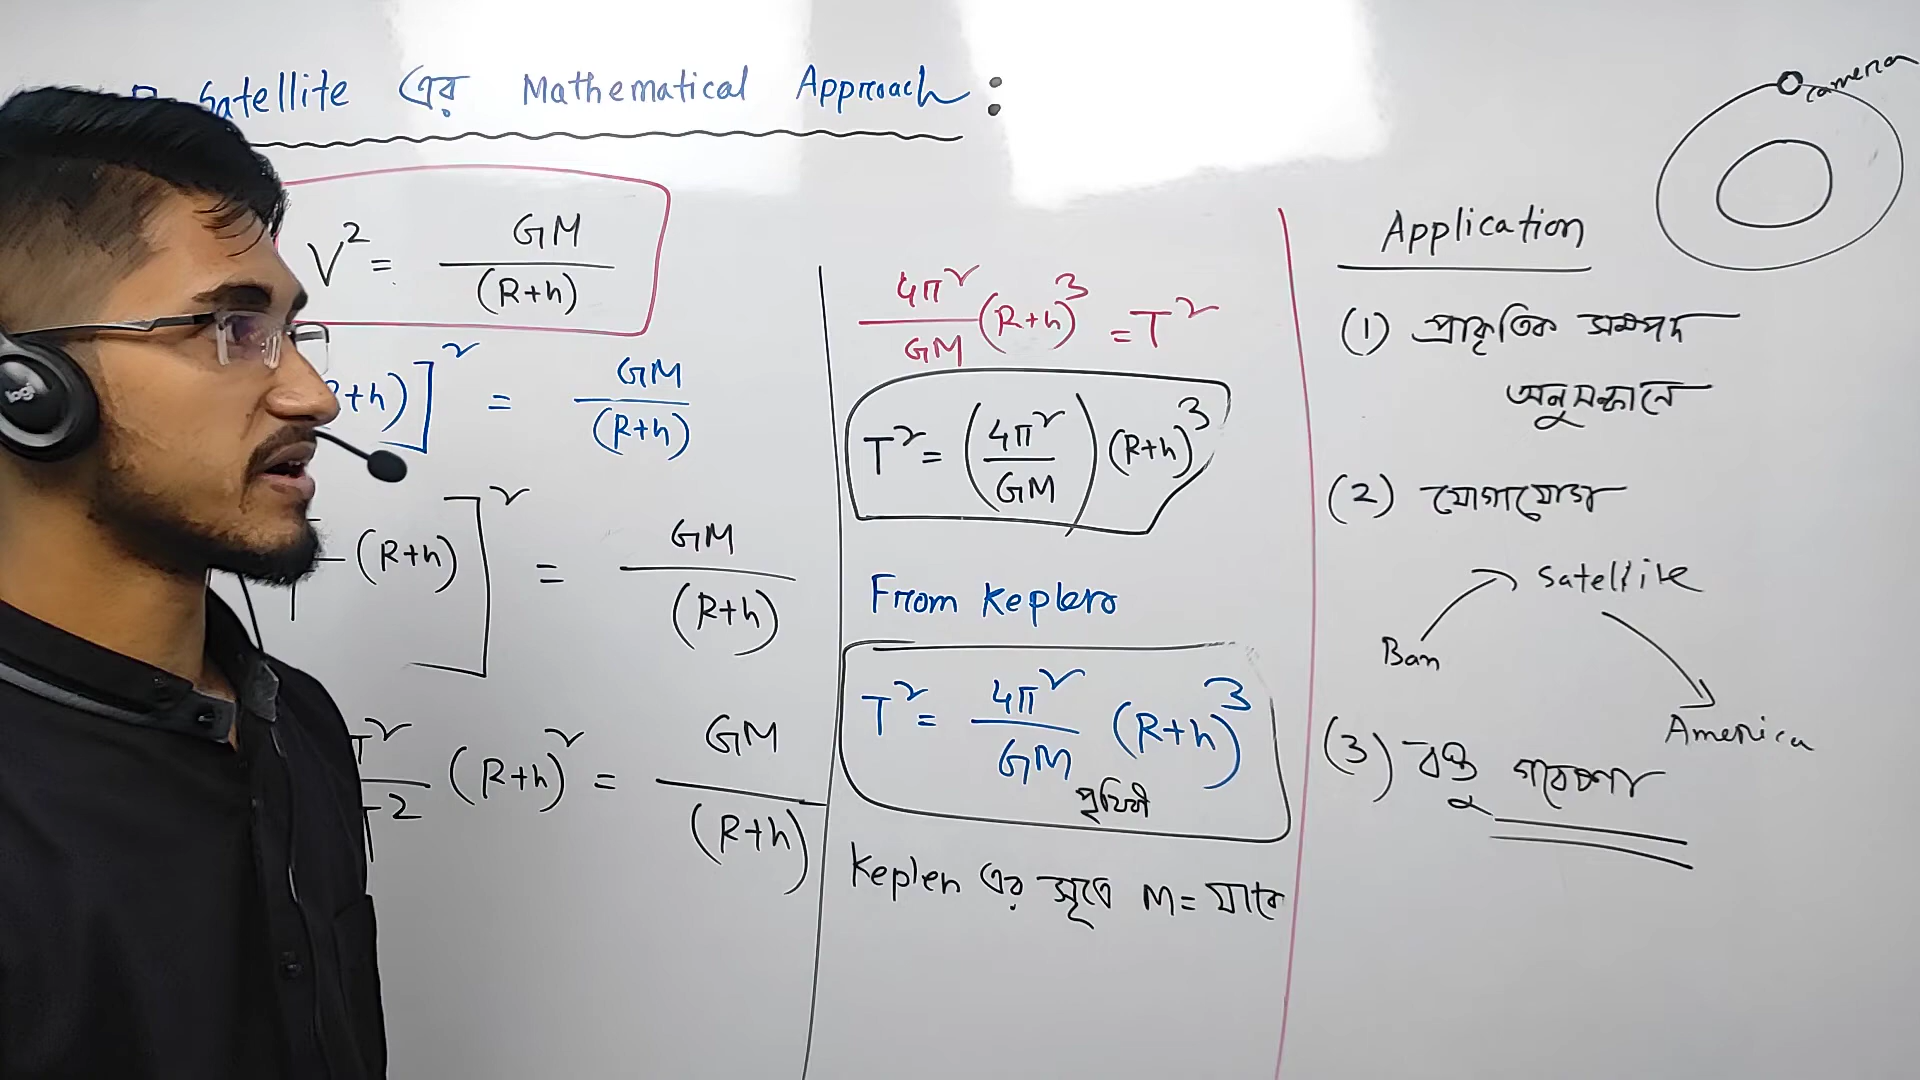 Satellite এর Mathematical Approach :
V² = GM/(R+h)
+h)]² = GM/(R+h)
(R+h)]² = GM/(R+h)
(R+h)² = GM/(R+h)
4π²/GM (R+h)³ = T²
T² = (4π²/GM) (R+h)³
From Keplers
T² = 4π²/GM (R+h)³
পৃথিবী
Kepler এর সূত্রে M =
camera
Application
(1) প্রাকৃতিক সম্পদ
অনুসন্ধানে
(2) যোগাযোগ
Satellite
Ban
America
(3) গবেষণা
logi